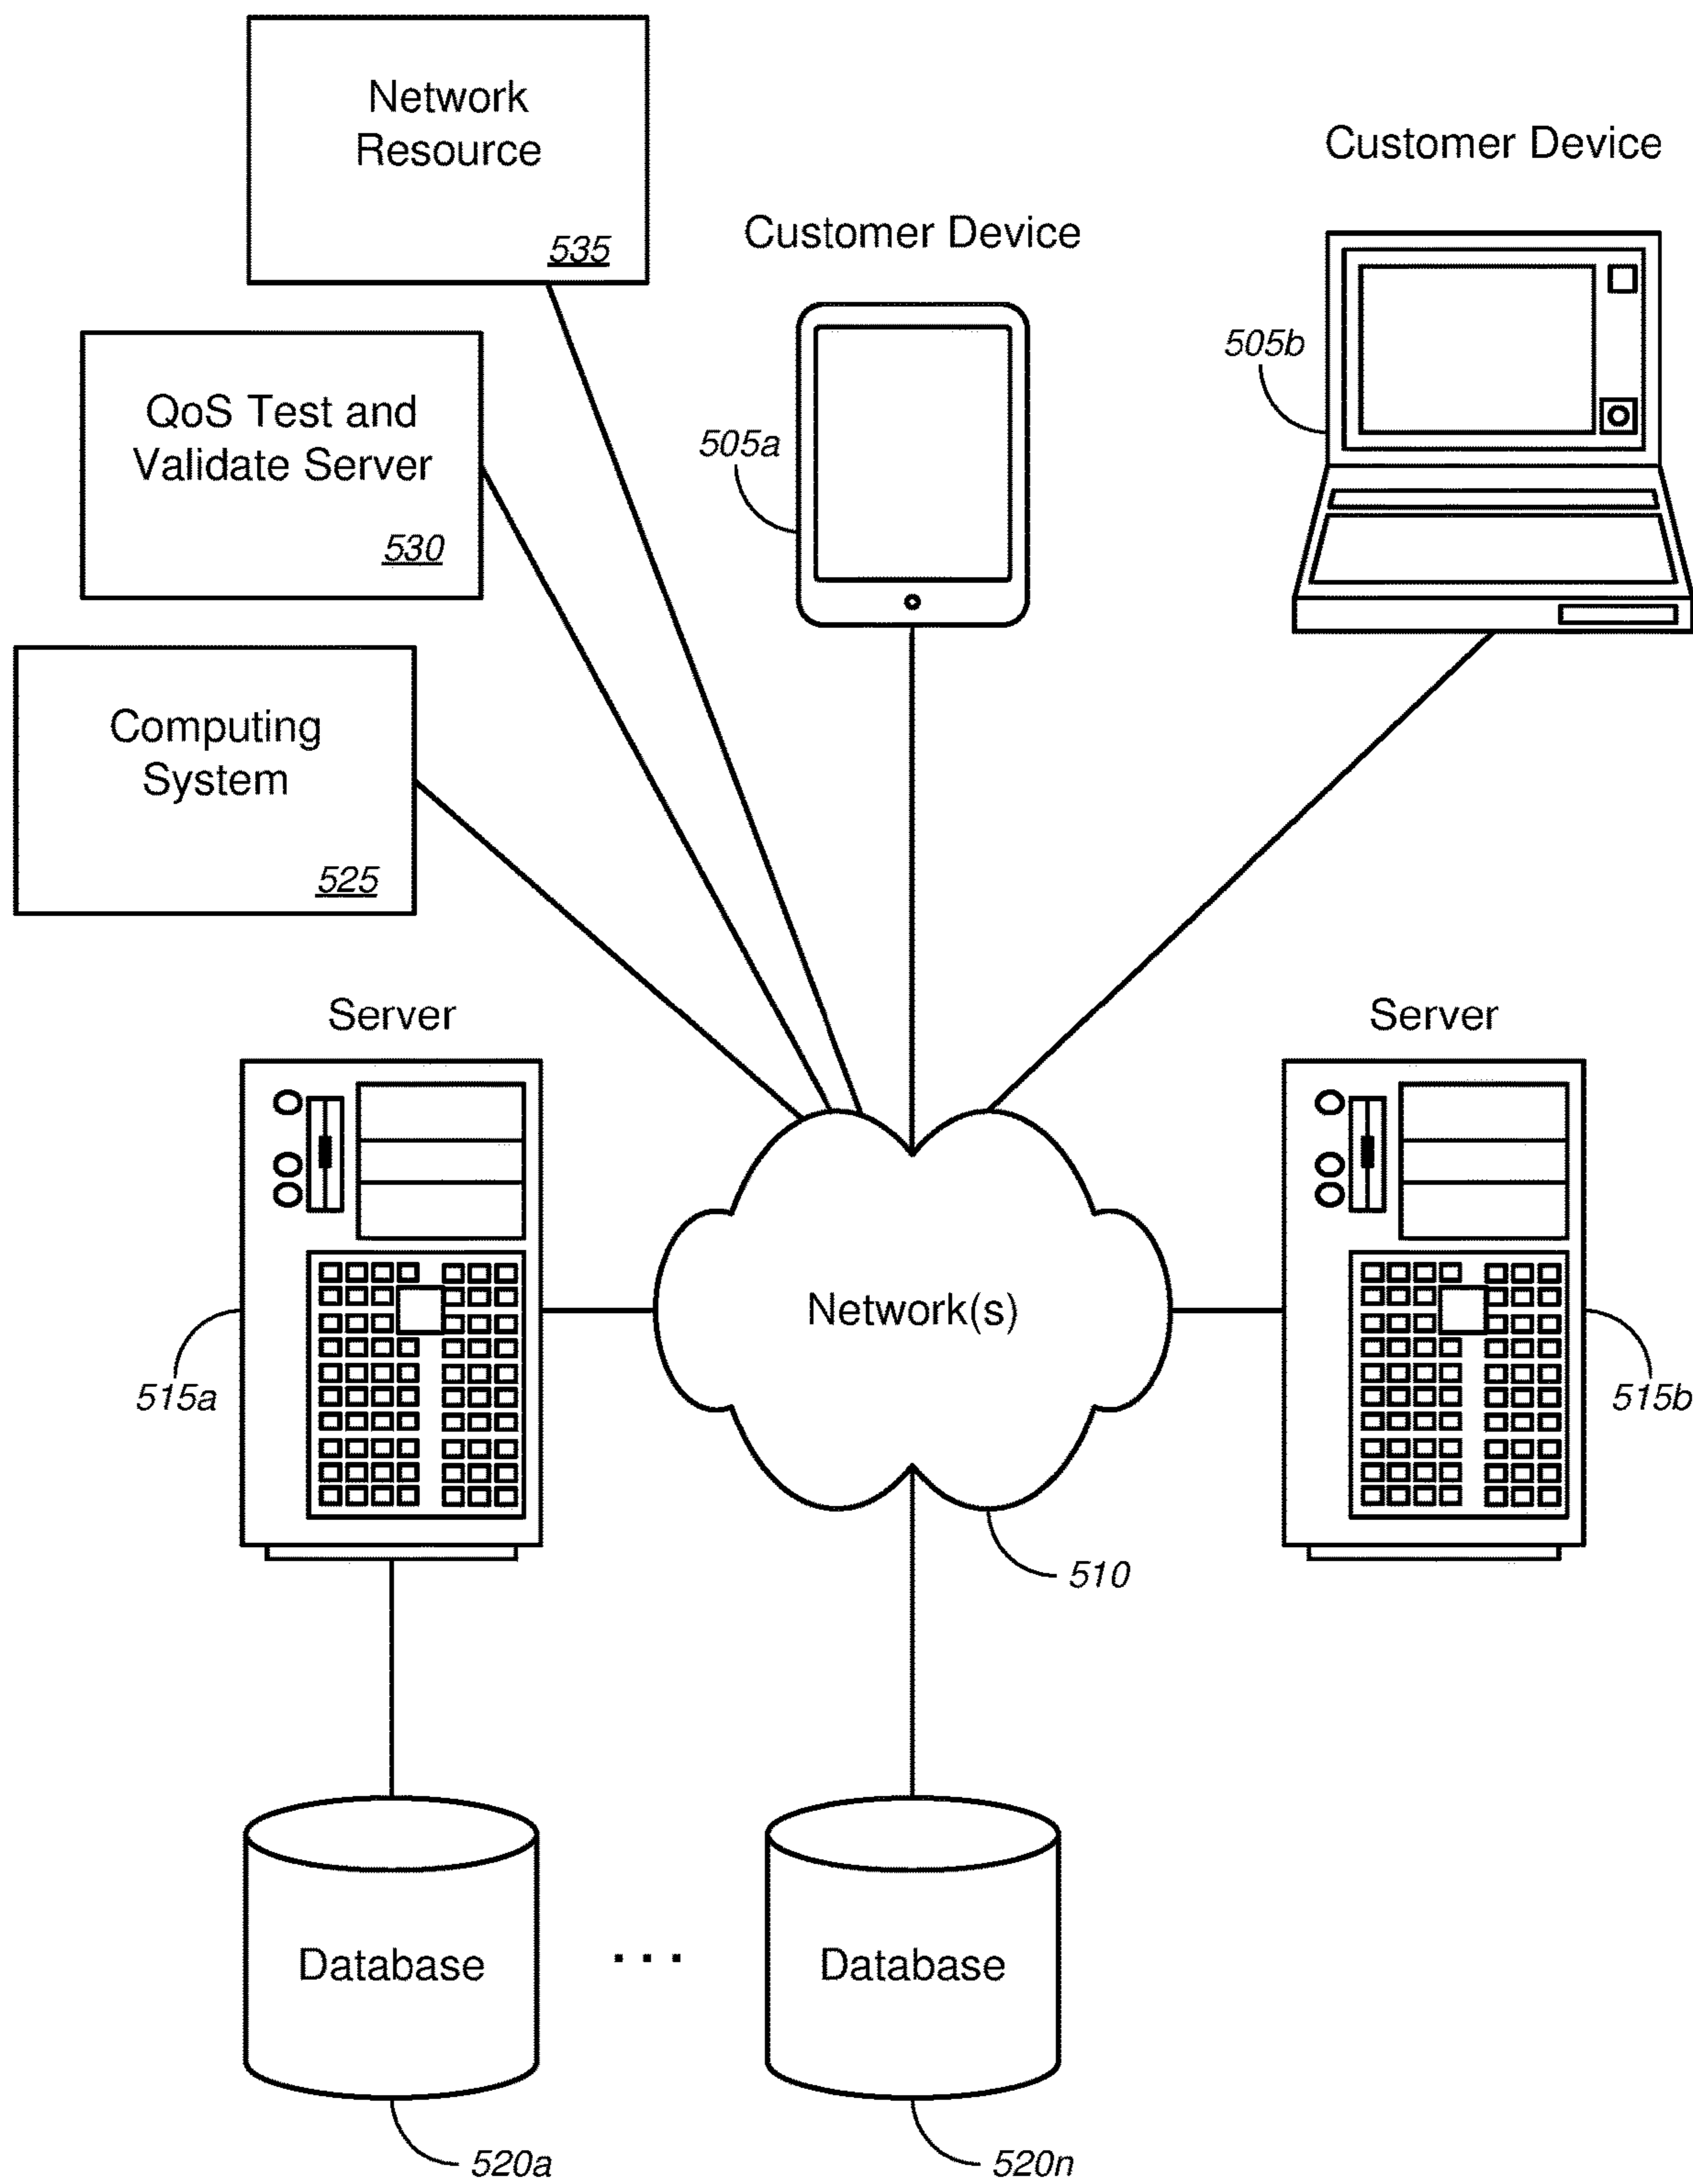 Network
Resource
535
Customer Device
Customer Device
QoS Test and
Validate Server
530
505a
505b
Computing
System
525
Server
Server
Network(s)
515a
515b
510
Database
...
Database
520a
520n